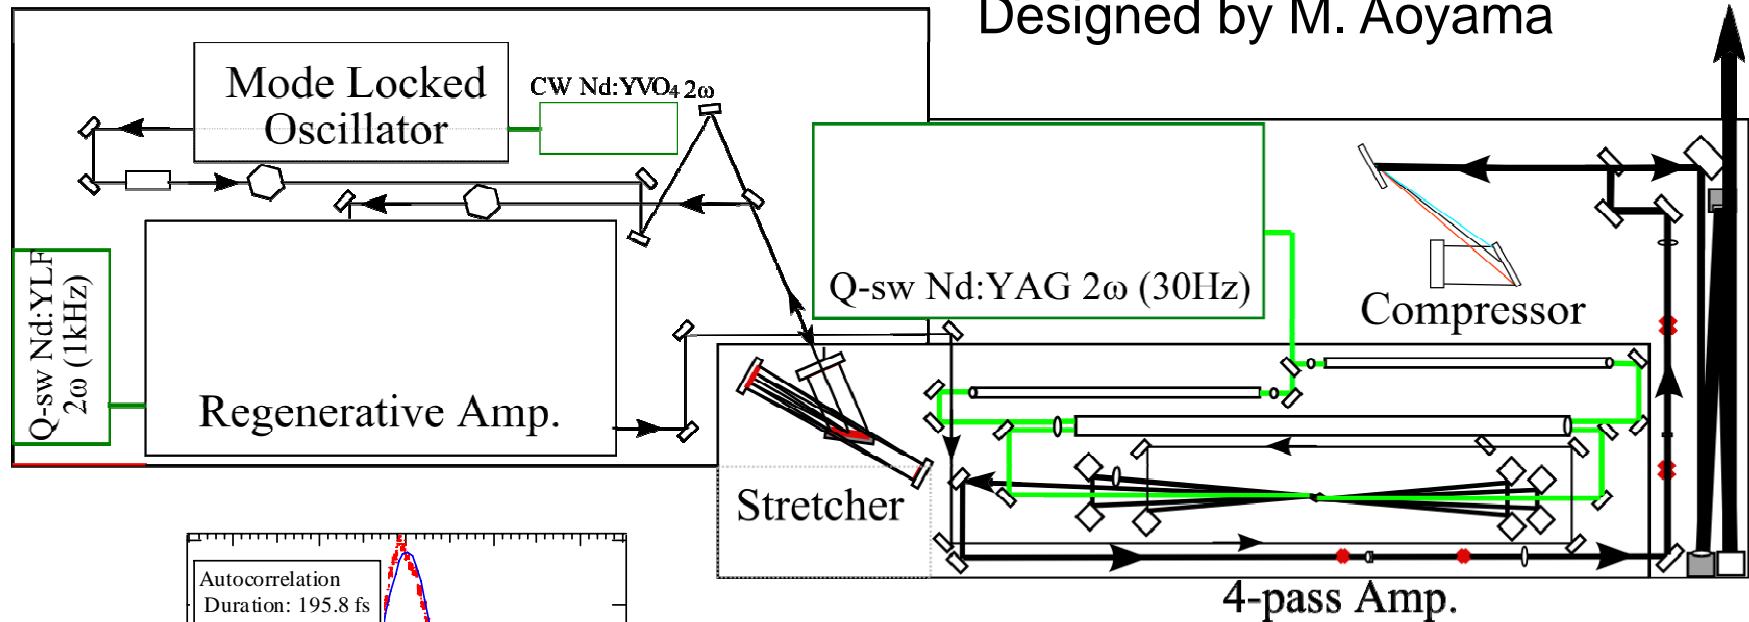 Designed by M. Aoyama
Mode Locked
Oscillator
CW Nd:YVO₄ 2ω
Q-sw Nd:YAG 2ω (30Hz)
Compressor
Q-sw Nd:YLF
2ω (1kHz)
Regenerative Amp.
Stretcher
4-pass Amp.
Autocorrelation
Duration: 195.8 fs